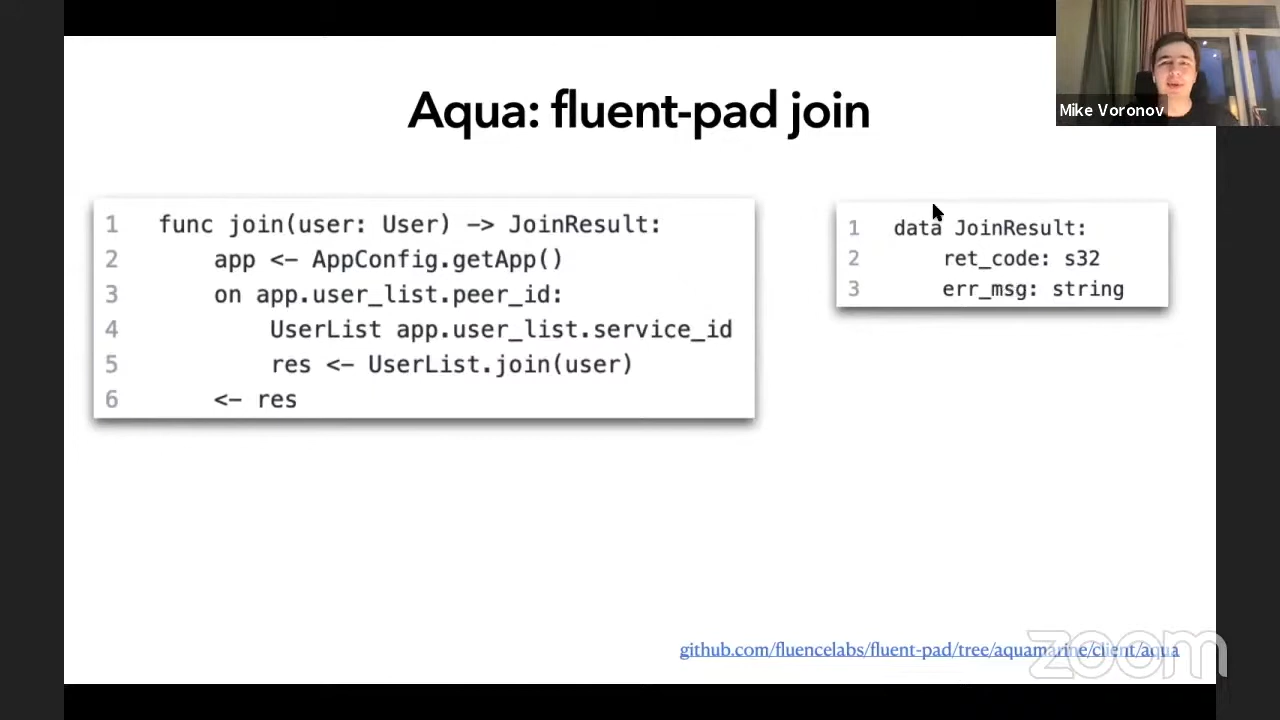 Aqua: fluent-pad join
Mike Voronov
1 func join(user: User) -> JoinResult:
2 app <- AppConfig.getApp()
3 on app.user_list.peer_id:
4 UserList app.user_list.service_id
5 res <- UserList.join(user)
6 <- res
1 data JoinResult:
2 ret_code: s32
3 err_msg: string
github.com/fluencelabs/fluent-pad/tree/aquamarine/client/aqua
zoom